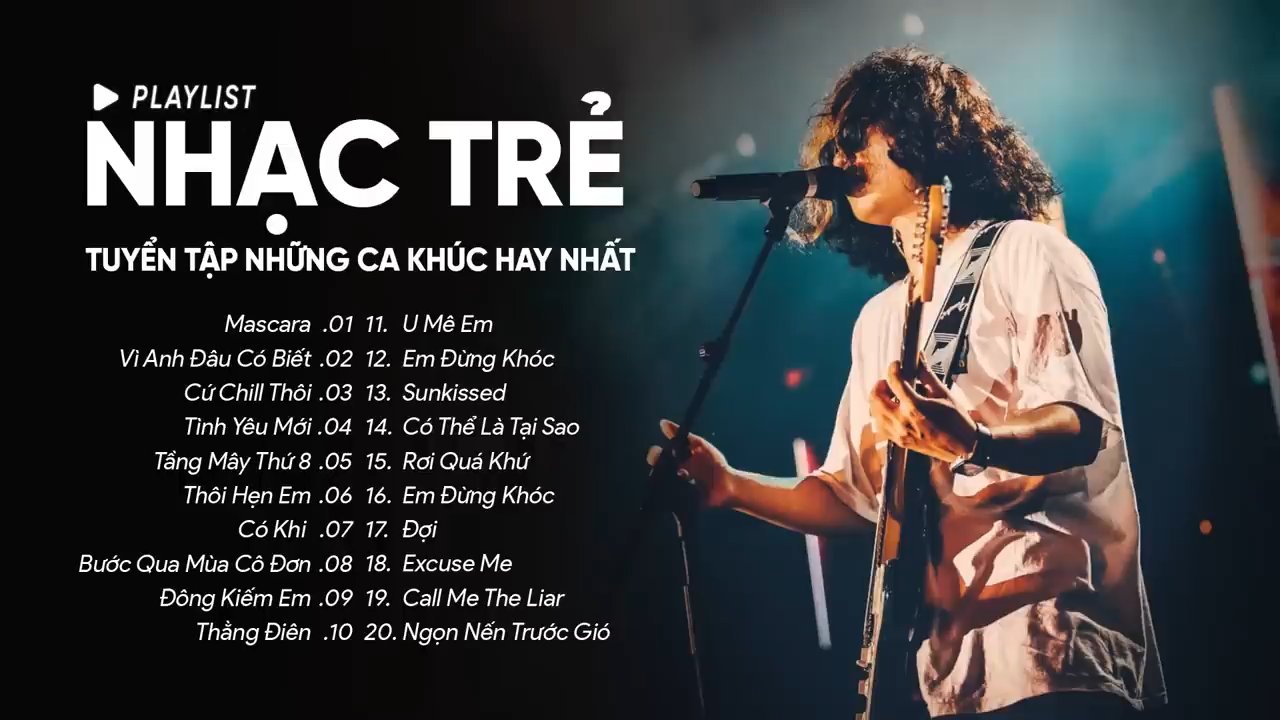 PLAYLIST
NHẠC TRẺ
TUYỂN TẬP NHỮNG CA KHÚC HAY NHẤT
Mascara .01
Vì Anh Đâu Có Biết .02
Cứ Chill Thôi .03
Tình Yêu Mới .04
Tầng Mây Thứ 8 .05
Thôi Hẹn Em .06
Có Khi .07
Bước Qua Mùa Cô Đơn .08
Đông Kiếm Em .09
Thằng Điên .10
11. U Mê Em
12. Em Đừng Khóc
13. Sunkissed
14. Có Thể Là Tại Sao
15. Rơi Quá Khứ
16. Em Đừng Khóc
17. Đợi
18. Excuse Me
19. Call Me The Liar
20. Ngọn Nến Trước Gió